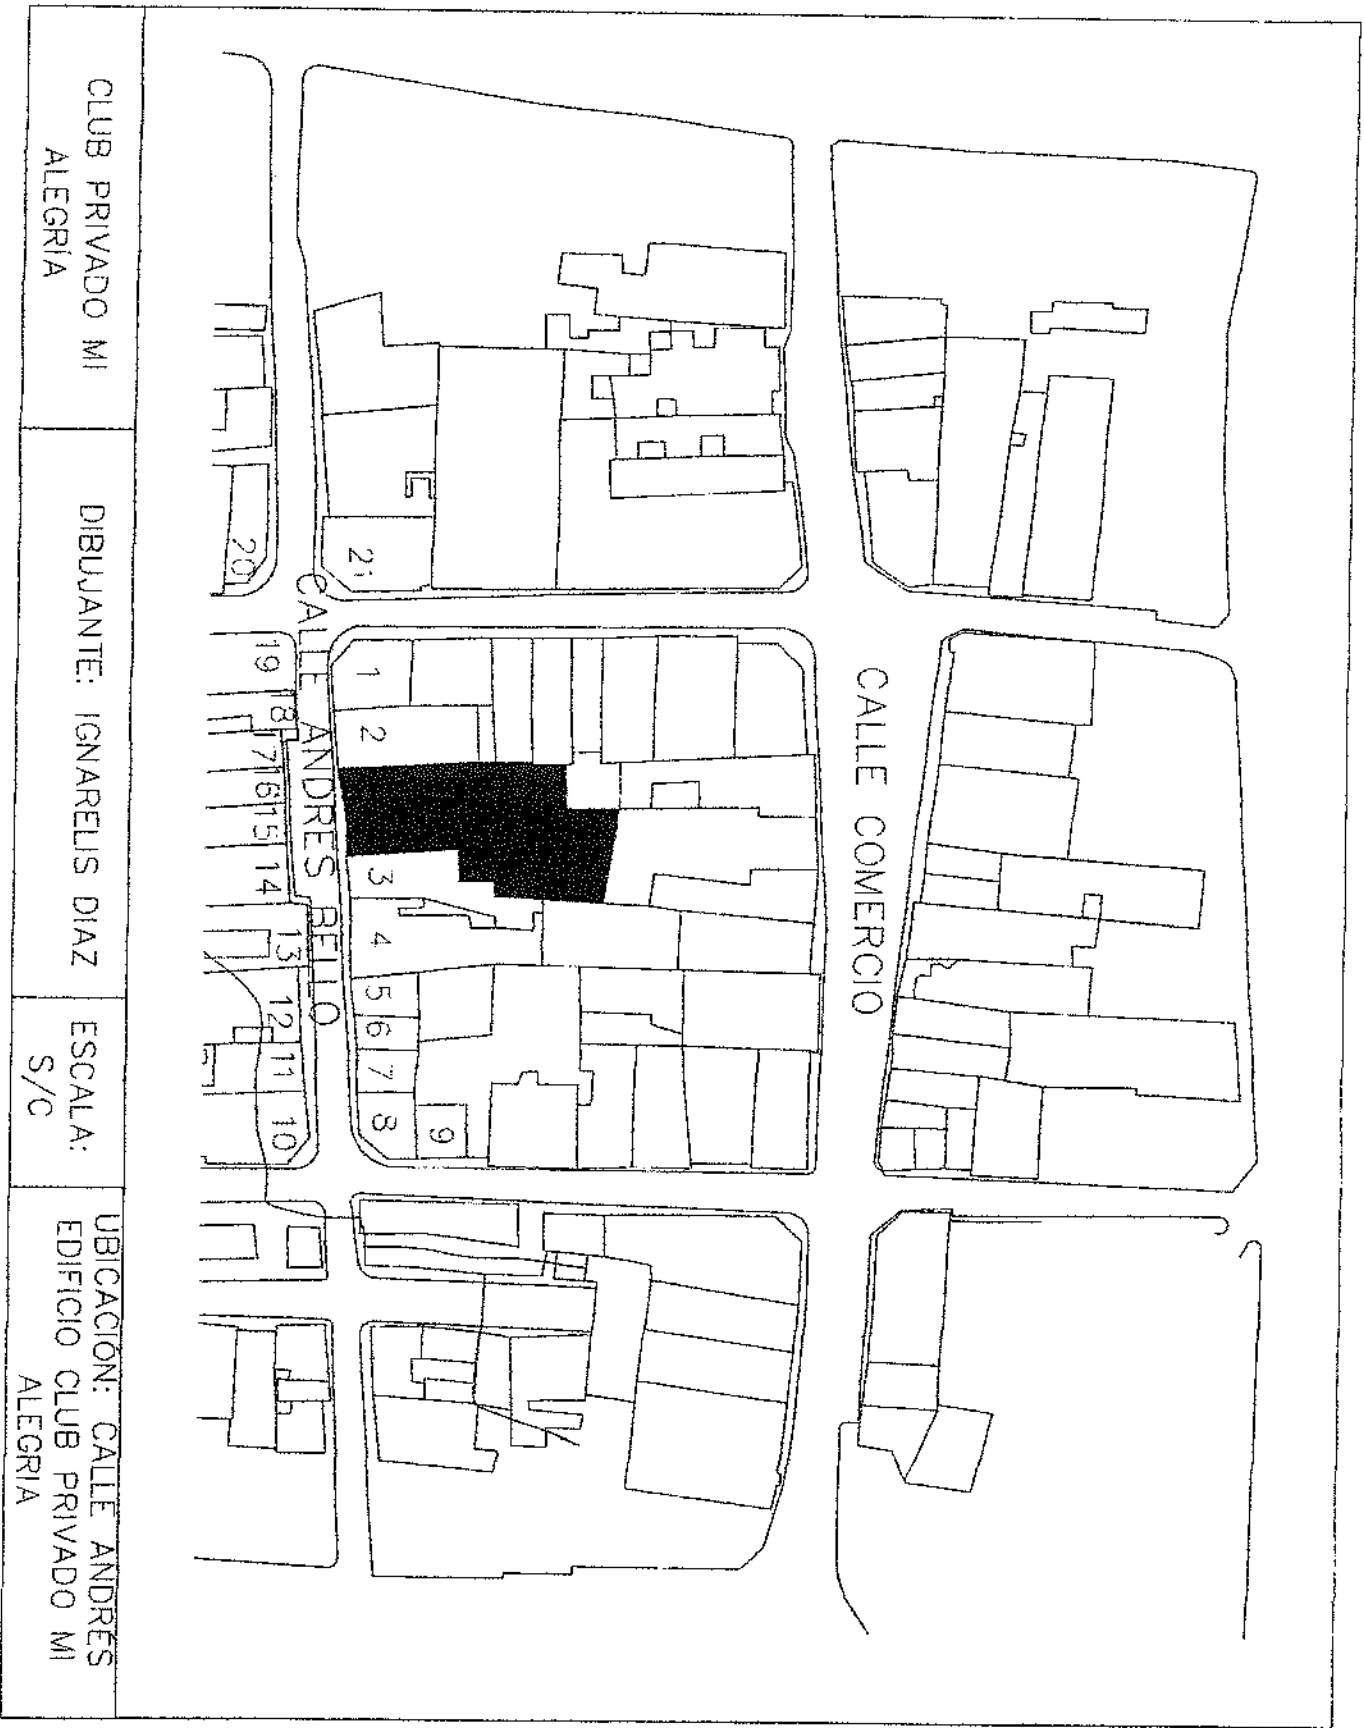 CALLE COMERCIO
CALLE ANDRES BELLO
21
20
1
2
3
4
5
6
7
8
9
19
18
17
16
15
14
13
12
11
10
CLUB PRIVADO MI
ALEGRÍA
DIBUJANTE: IGNARELIS DIAZ
ESCALA:
S/C
UBICACIÓN: CALLE ANDRÉS
EDIFICIO CLUB PRIVADO MI
ALEGRIA